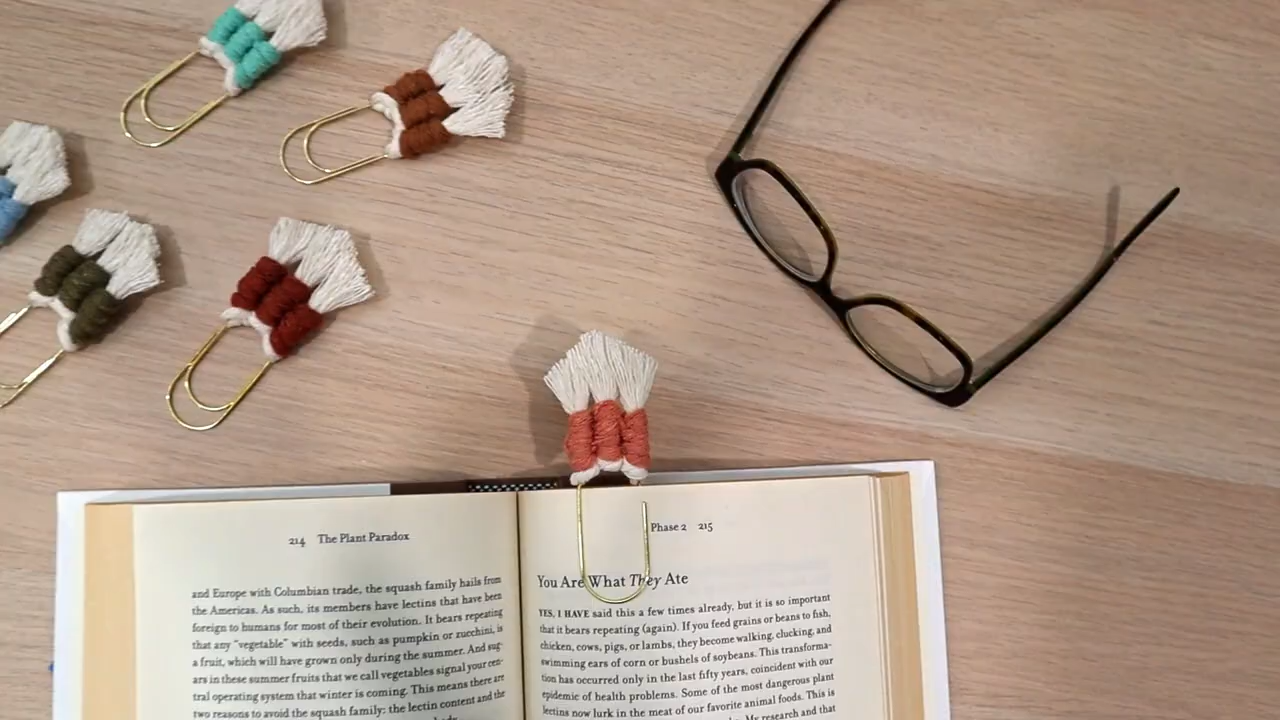 214 The Plant Paradox
and Europe with Columbian trade, the squash family hails from
the Americas. As such, its members have lectins that have been
foreign to humans for most of their evolution. It bears repeating
that any “vegetable” with seeds, such as pumpkin or zucchini, is
a fruit, which will have grown only during the summer. And sug-
ars in these summer fruits that we call vegetables signal your cen-
tral operating system that winter is coming. This means there are
two reasons to avoid the squash family: the lectin content and the
body.
Phase 2 215
You Are What They Ate
YES, I HAVE said this a few times already, but it is so important
that it bears repeating (again). If you feed grains or beans to fish,
chicken, cows, pigs, or lambs, they become walking, clucking, and
swimming ears of corn or bushels of soybeans. This transforma-
tion has occurred only in the last fifty years, coincident with our
epidemic of health problems. Some of the most dangerous plant
lectins now lurk in the meat of our favorite animal foods. This is
My research and that